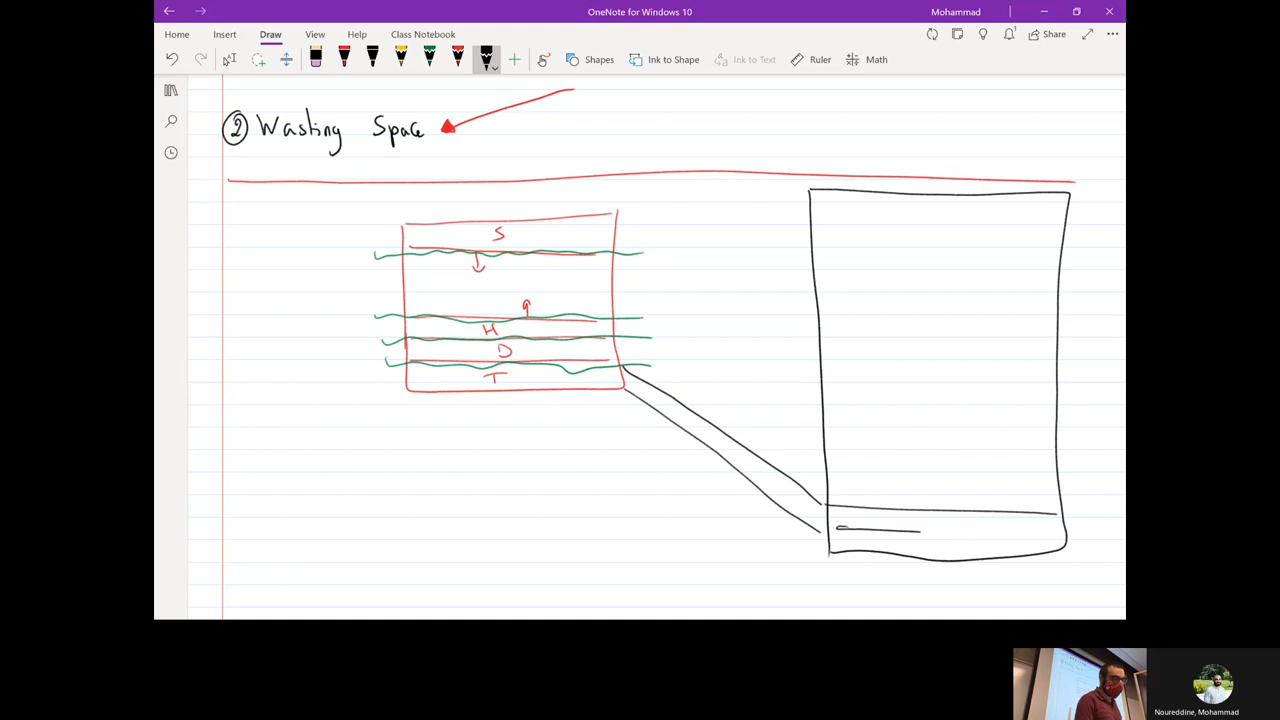 OneNote for Windows 10
Mohammad
Home Insert Draw View Help Class Notebook
Share
Shapes Ink to Shape Ink to Text Ruler Math
② Wasting Space
S
H
D
T
Noureddine, Mohammad